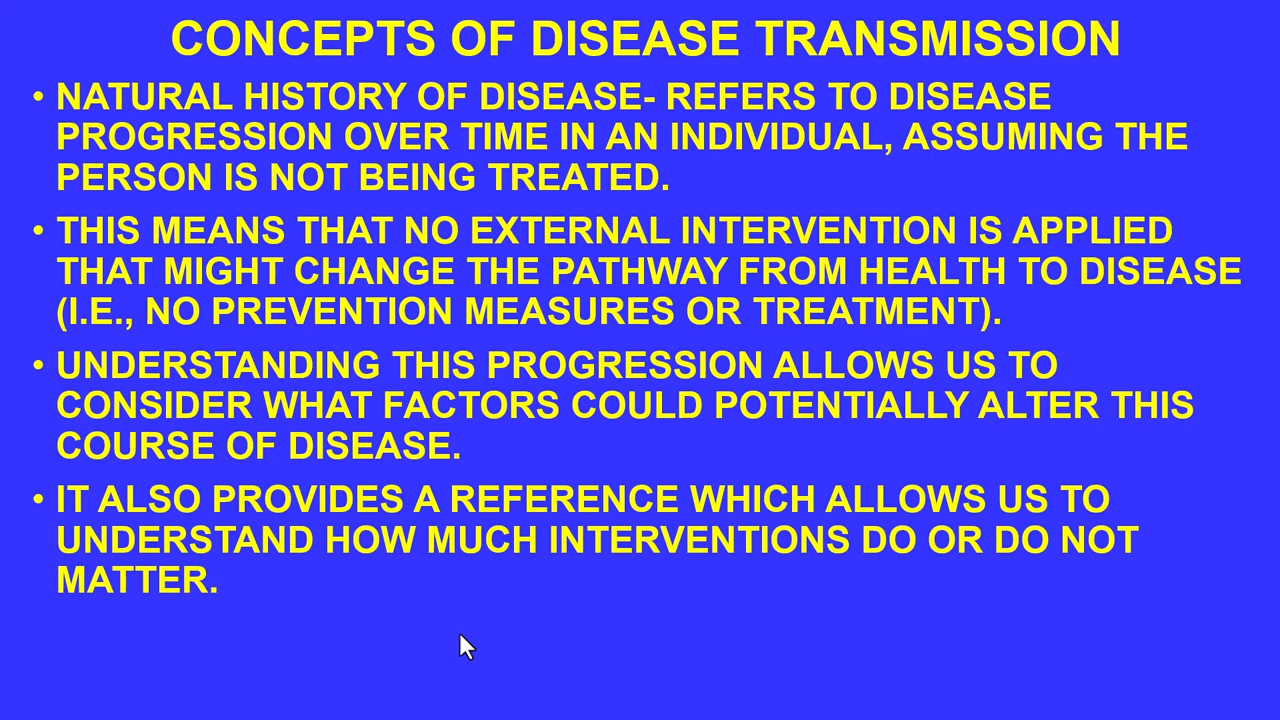 CONCEPTS OF DISEASE TRANSMISSION
• NATURAL HISTORY OF DISEASE- REFERS TO DISEASE
PROGRESSION OVER TIME IN AN INDIVIDUAL, ASSUMING THE
PERSON IS NOT BEING TREATED.
• THIS MEANS THAT NO EXTERNAL INTERVENTION IS APPLIED
THAT MIGHT CHANGE THE PATHWAY FROM HEALTH TO DISEASE
(I.E., NO PREVENTION MEASURES OR TREATMENT).
• UNDERSTANDING THIS PROGRESSION ALLOWS US TO
CONSIDER WHAT FACTORS COULD POTENTIALLY ALTER THIS
COURSE OF DISEASE.
• IT ALSO PROVIDES A REFERENCE WHICH ALLOWS US TO
UNDERSTAND HOW MUCH INTERVENTIONS DO OR DO NOT
MATTER.